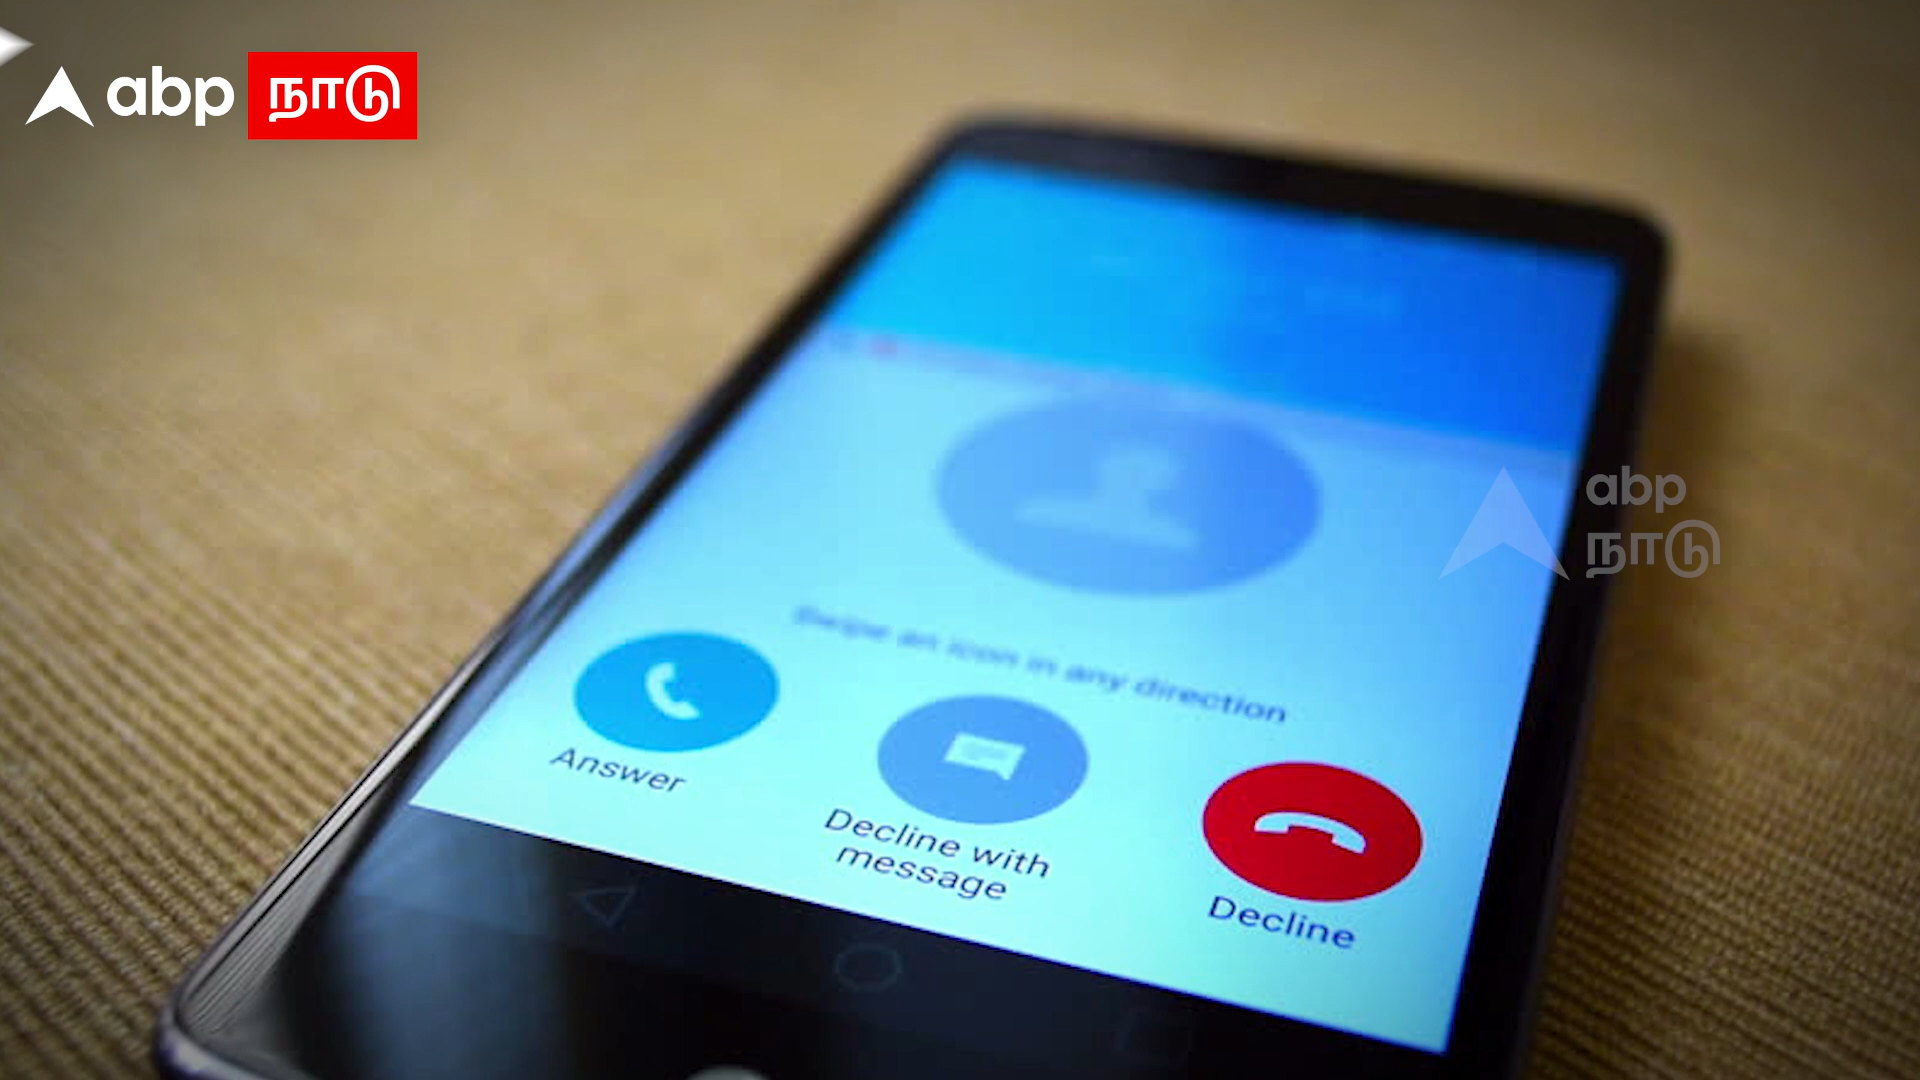 abp நாடு
abp
நாடு
Swipe an icon in any direction
Answer
Decline with
message
Decline